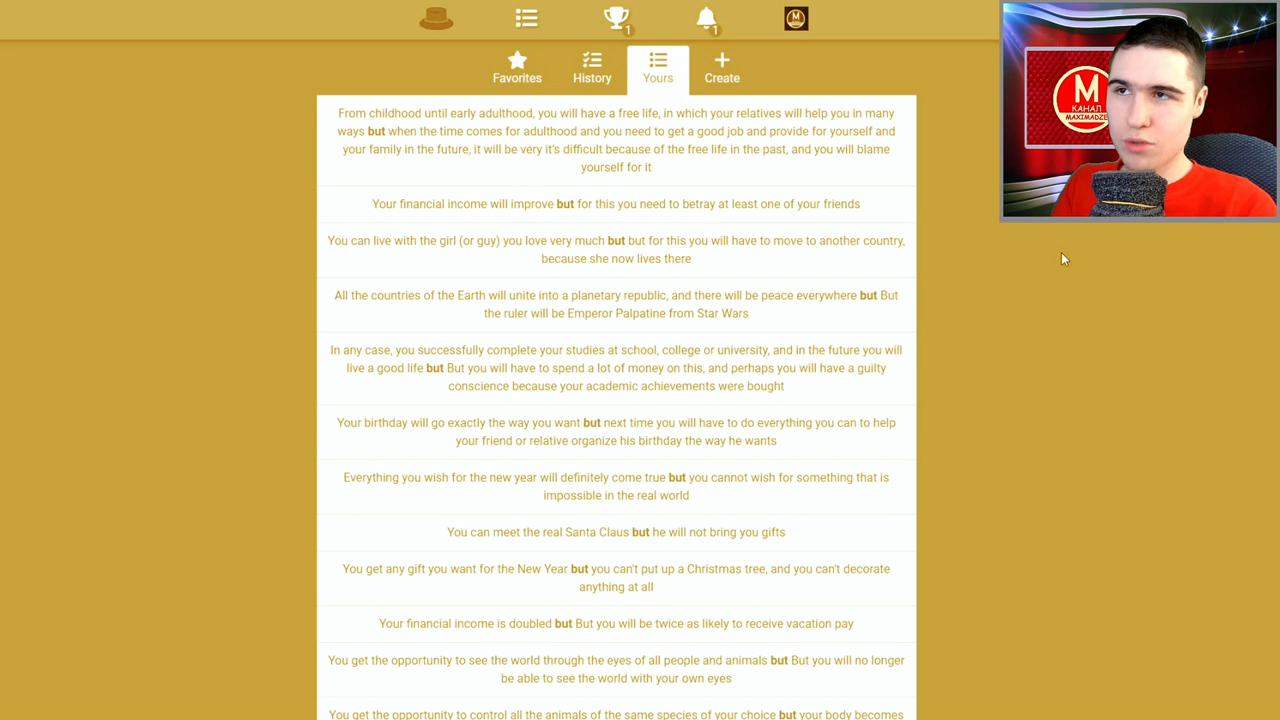 1
1
M
Favorites
History
Yours
Create
M
КАНАЛ
MAXIMADZE
From childhood until early adulthood, you will have a free life, in which your relatives will help you in many
ways but when the time comes for adulthood and you need to get a good job and provide for yourself and
your family in the future, it will be very it's difficult because of the free life in the past, and you will blame
yourself for it
Your financial income will improve but for this you need to betray at least one of your friends
You can live with the girl (or guy) you love very much but but for this you will have to move to another country,
because she now lives there
All the countries of the Earth will unite into a planetary republic, and there will be peace everywhere but But
the ruler will be Emperor Palpatine from Star Wars
In any case, you successfully complete your studies at school, college or university, and in the future you will
live a good life but But you will have to spend a lot of money on this, and perhaps you will have a guilty
conscience because your academic achievements were bought
Your birthday will go exactly the way you want but next time you will have to do everything you can to help
your friend or relative organize his birthday the way he wants
Everything you wish for the new year will definitely come true but you cannot wish for something that is
impossible in the real world
You can meet the real Santa Claus but he will not bring you gifts
You get any gift you want for the New Year but you can't put up a Christmas tree, and you can't decorate
anything at all
Your financial income is doubled but But you will be twice as likely to receive vacation pay
You get the opportunity to see the world through the eyes of all people and animals but But you will no longer
be able to see the world with your own eyes
You get the opportunity to control all the animals of the same species of your choice but your body becomes